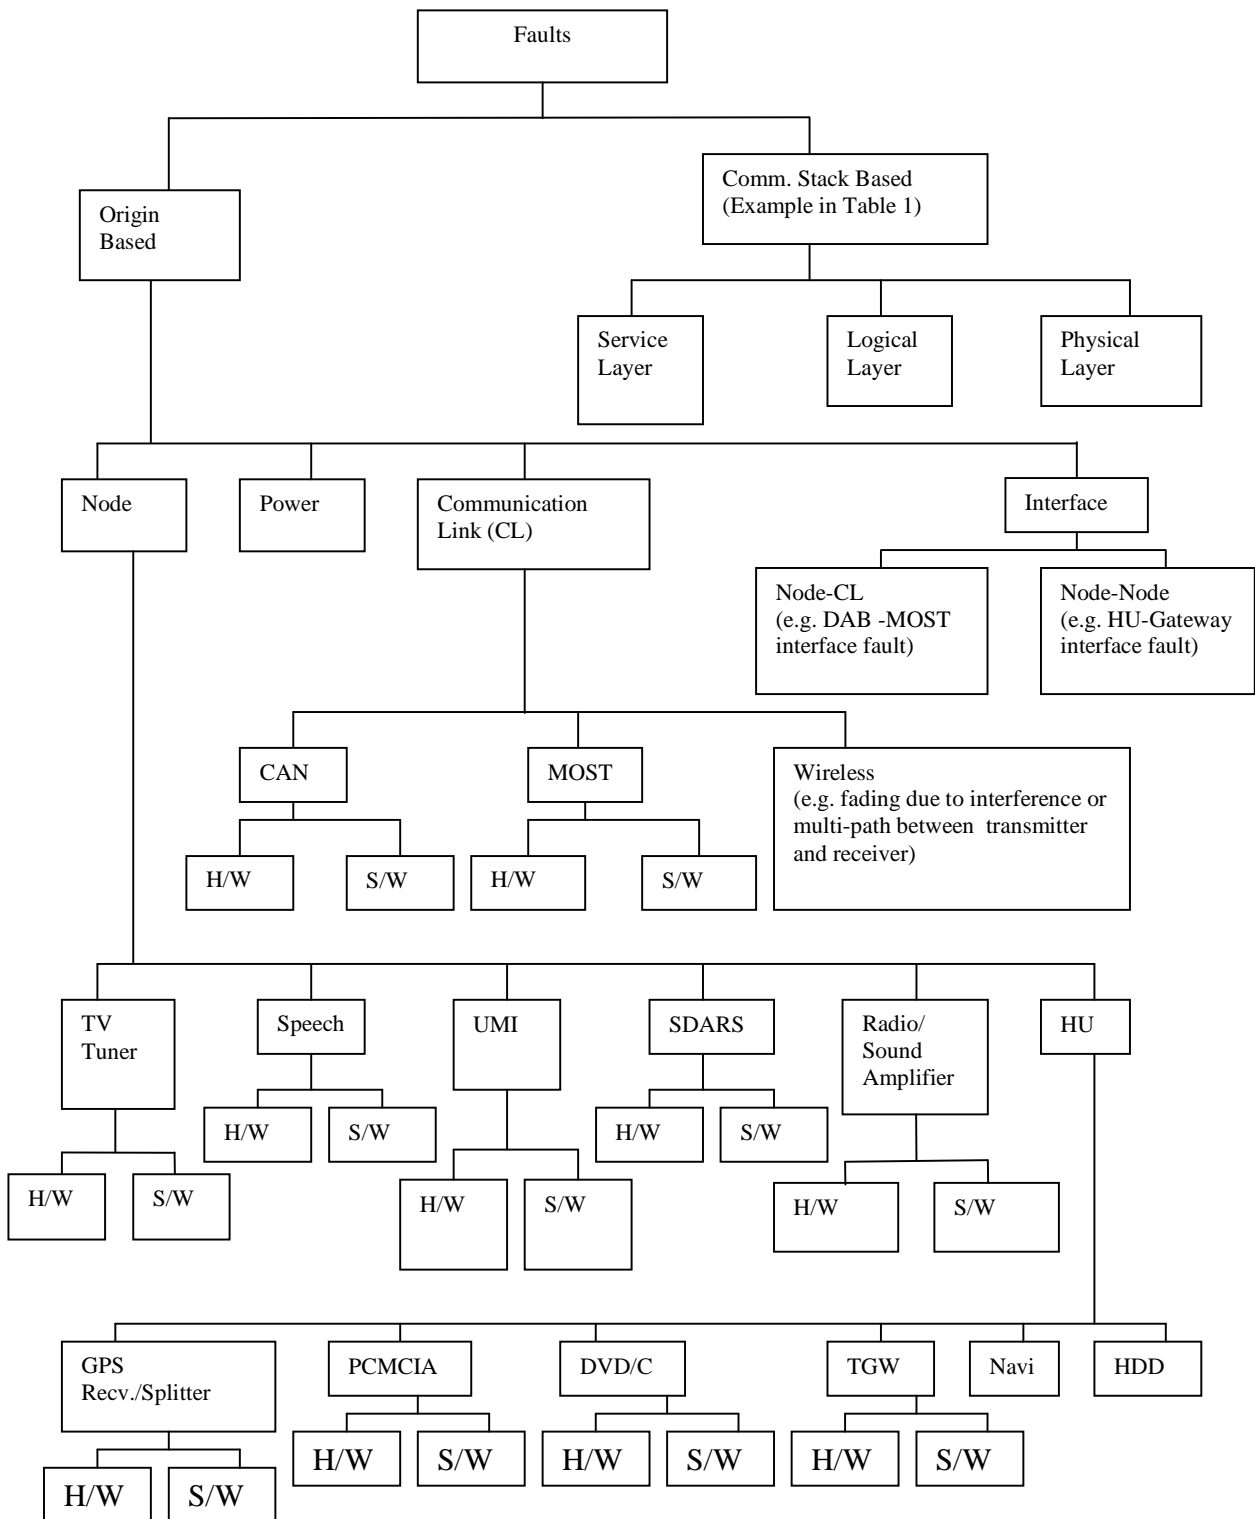 Faults
Comm. Stack Based
(Example in Table 1)
Origin
Based
Service
Layer
Logical
Layer
Physical
Layer
Node
Power
Communication
Link (CL)
Interface
Node-CL
(e.g. DAB -MOST
interface fault)
Node-Node
(e.g. HU-Gateway
interface fault)
CAN
MOST
Wireless
(e.g. fading due to interference or
multi-path between transmitter
and receiver)
H/W
S/W
H/W
S/W
TV
Tuner
Speech
UMI
SDARS
Radio/
Sound
Amplifier
HU
H/W
S/W
H/W
S/W
H/W
S/W
H/W
S/W
H/W
S/W
GPS
Recv./Splitter
PCMCIA
DVD/C
TGW
Navi
HDD
H/W
S/W
H/W
S/W
H/W
S/W
H/W
S/W